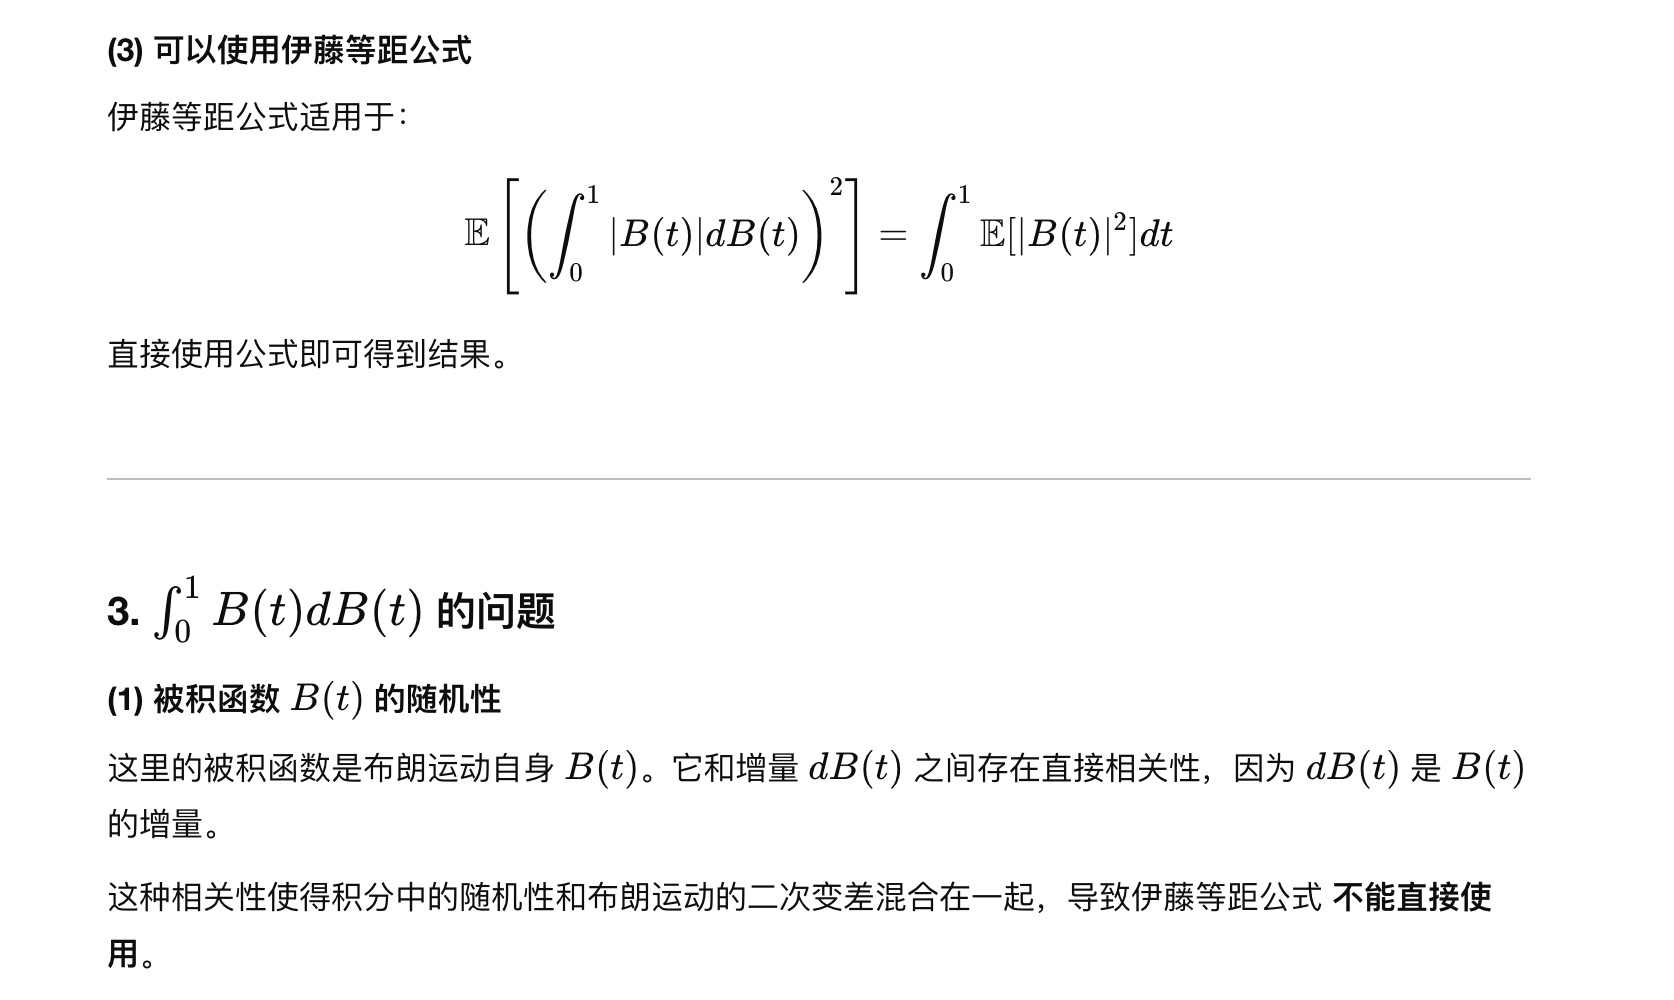 (3) 可以使用伊藤等距公式
伊藤等距公式适用于：
$$\mathbb{E}\left[\left(\int_0^1 |B(t)|dB(t)\right)^2\right] = \int_0^1 \mathbb{E}[|B(t)|^2]dt$$
直接使用公式即可得到结果。
3. $\int_0^1 B(t)dB(t)$ 的问题
(1) 被积函数 $B(t)$ 的随机性
这里的被积函数是布朗运动自身 $B(t)$。它和增量 $dB(t)$ 之间存在直接相关性，因为 $dB(t)$ 是 $B(t)$
的增量。
这种相关性使得积分中的随机性和布朗运动的二次变差混合在一起，导致伊藤等距公式 不能直接使
用。